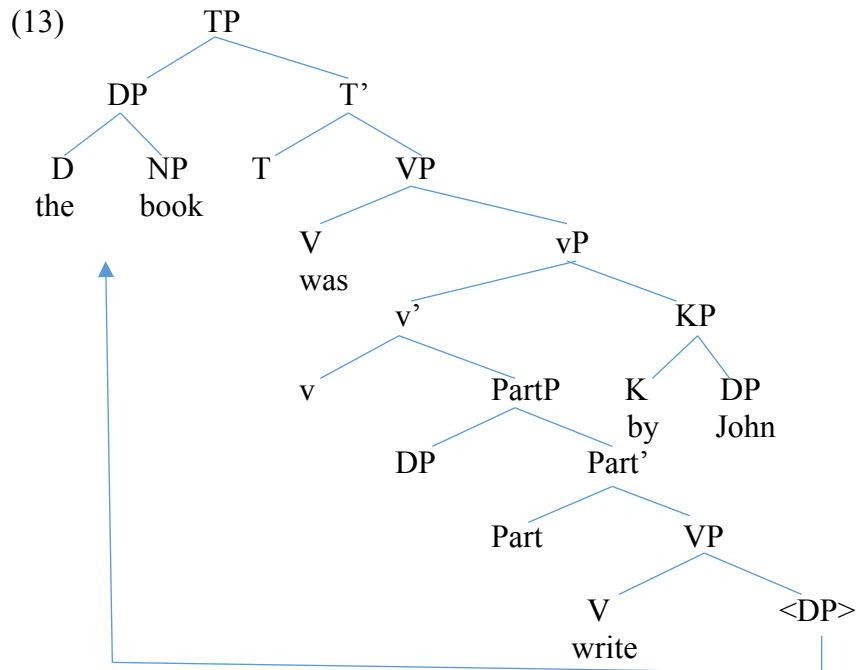 (13) TP
DP T’
D NP T VP
the book
V vP
was
v’ KP
v PartP K DP
by John
DP Part’
Part VP
V <DP>
write